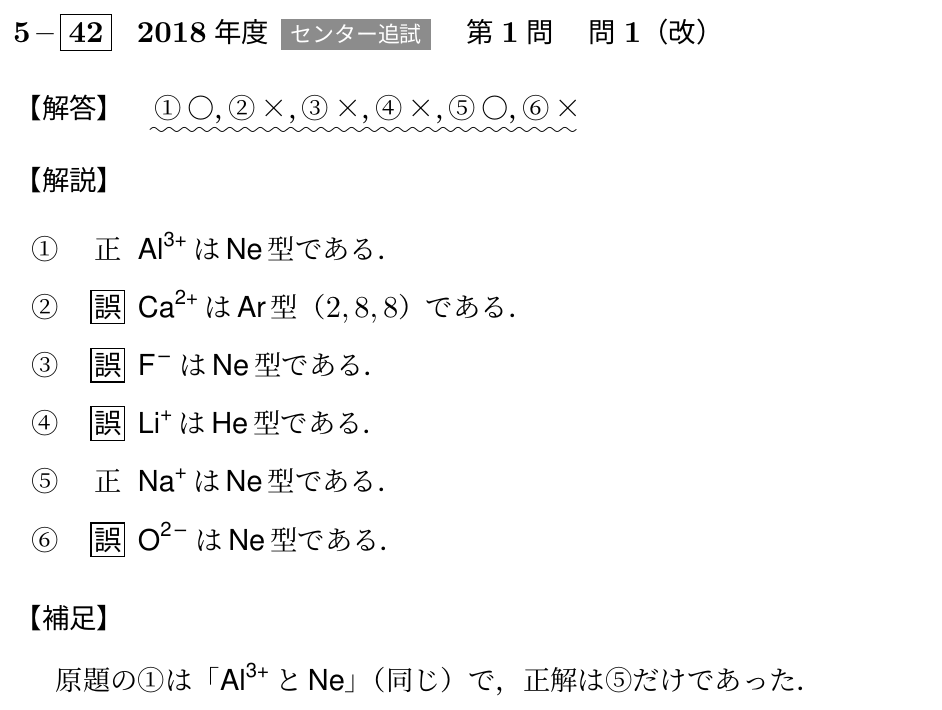 5－42 2018年度 センター追試 第1問 問1（改）
【解答】 ①○,②×,③×,④×,⑤○,⑥×
【解説】
① 正 Al³⁺はNe型である．
② 誤 Ca²⁺はAr型（2, 8, 8）である．
③ 誤 F⁻はNe型である．
④ 誤 Li⁺はHe型である．
⑤ 正 Na⁺はNe型である．
⑥ 誤 O²⁻はNe型である．
【補足】
原題の①は「Al³⁺とNe」（同じ）で，正解は⑤だけであった．